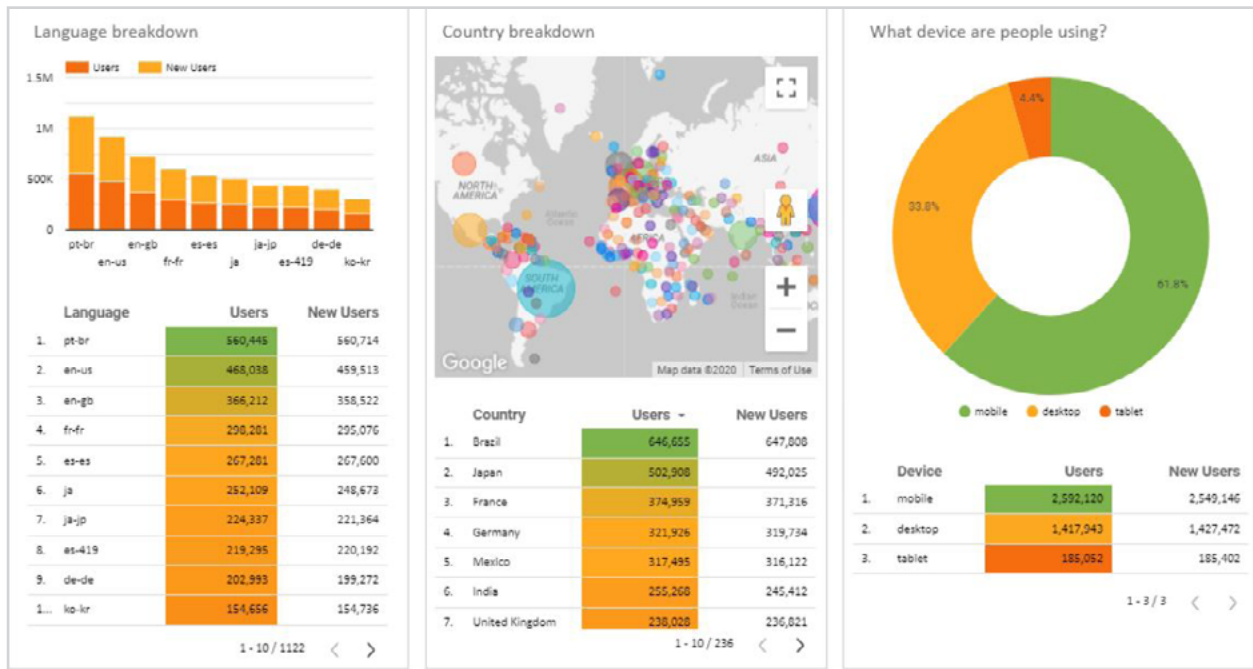 Language breakdown
Users New Users
1.5M
1M
500K
0
pt-br en-gb es-es ja-jp de-de
en-us fr-fr ja es-419 ko-kr
Language Users New Users
1. pt-br 560,445 560,714
2. en-us 468,038 459,513
3. en-gb 366,212 358,522
4. fr-fr 298,281 295,076
5. es-es 267,281 267,600
6. ja 252,109 248,673
7. ja-jp 224,337 221,364
8. es-419 219,295 220,192
9. de-de 202,993 199,272
1... ko-kr 154,656 154,736
1 - 10 / 1122
Country breakdown
ASIA
NORTH
AMERICA
Atlantic
Ocean
AFRICA
SOUTH
AMERICA
Indian
Ocean
Google
Map data ©2020 Terms of Use
Country Users New Users
1. Brazil 646,655 647,808
2. Japan 502,908 492,025
3. France 374,959 371,316
4. Germany 321,926 319,734
5. Mexico 317,495 316,122
6. India 255,268 245,412
7. United Kingdom 238,028 236,821
1 - 10 / 236
What device are people using?
4.4%
33.8%
61.8%
mobile desktop tablet
Device Users New Users
1. mobile 2,592,120 2,549,146
2. desktop 1,417,943 1,427,472
3. tablet 185,052 185,402
1 - 3 / 3